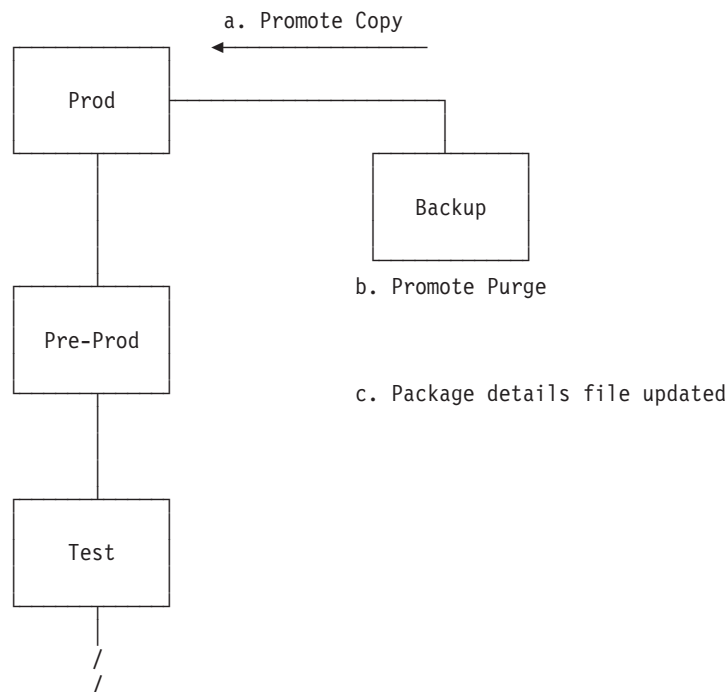 a. Promote Copy
Prod
Backup
b. Promote Purge
Pre-Prod
c. Package details file updated
Test
/
/